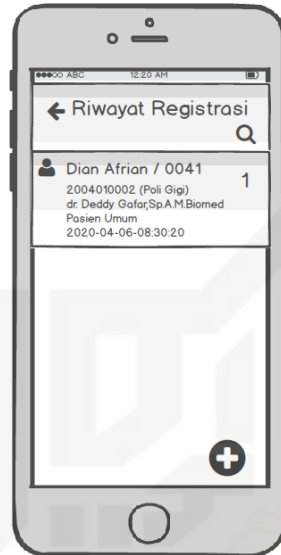 ABC 12:20 AM
Riwayat Registrasi
Dian Afrian / 0041
1
2004010002 (Poli Gigi)
dr. Deddy Gafar,Sp.A.M.Biomed
Pasien Umum
2020-04-06-08:30:20